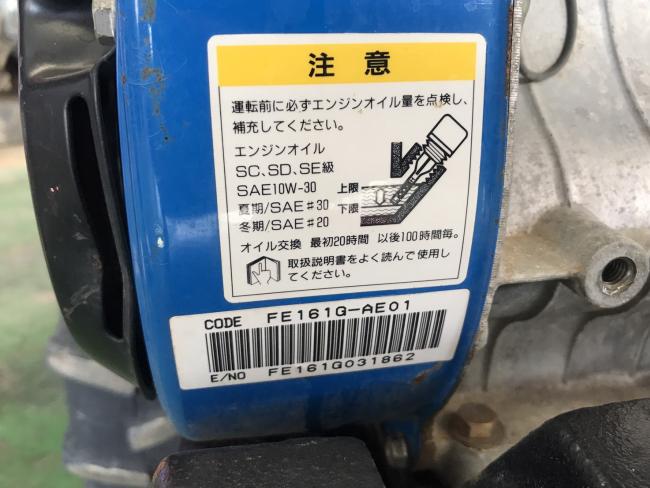 注意
運転前に必ずエンジンオイル量を点検し、
補充してください。
エンジンオイル
SC、SD、SE級
SAE10W-30
夏期/SAE#30
冬期/SAE#20
上限
下限
オイル交換 最初20時間 以後100時間毎。
取扱説明書をよく読んで使用し
てください。
CODE FE161G-AE01
E/NO FE161G031862